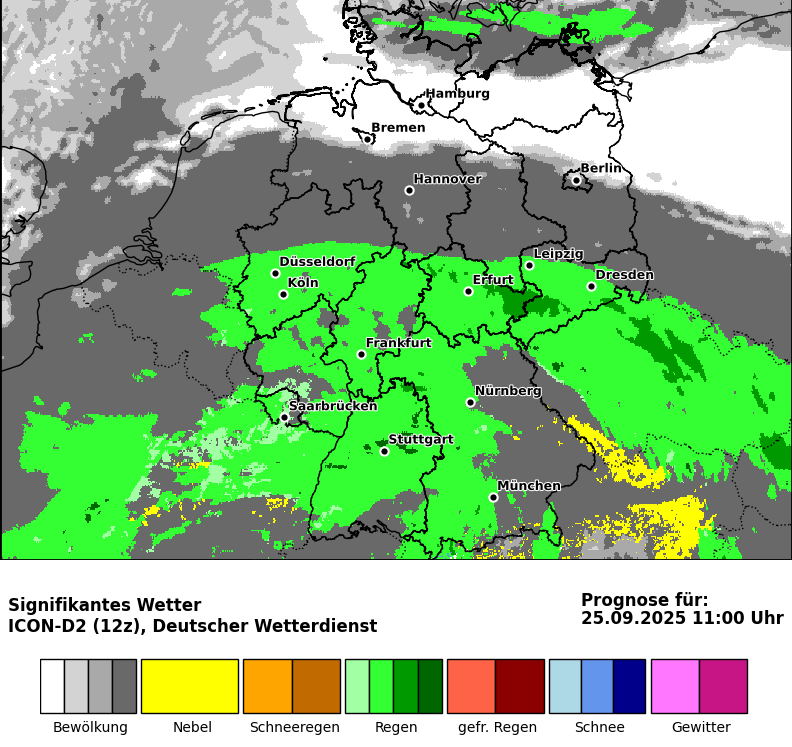 Hamburg
Bremen
Berlin
Hannover
Leipzig
Düsseldorf
Dresden
Köln
Erfurt
Frankfurt
Nürnberg
Saarbrücken
Stuttgart
München
Signifikantes Wetter
ICON-D2 (12z), Deutscher Wetterdienst
Prognose für:
25.09.2025 11:00 Uhr
Bewölkung
Nebel
Schneeregen
Regen
gefr. Regen
Schnee
Gewitter